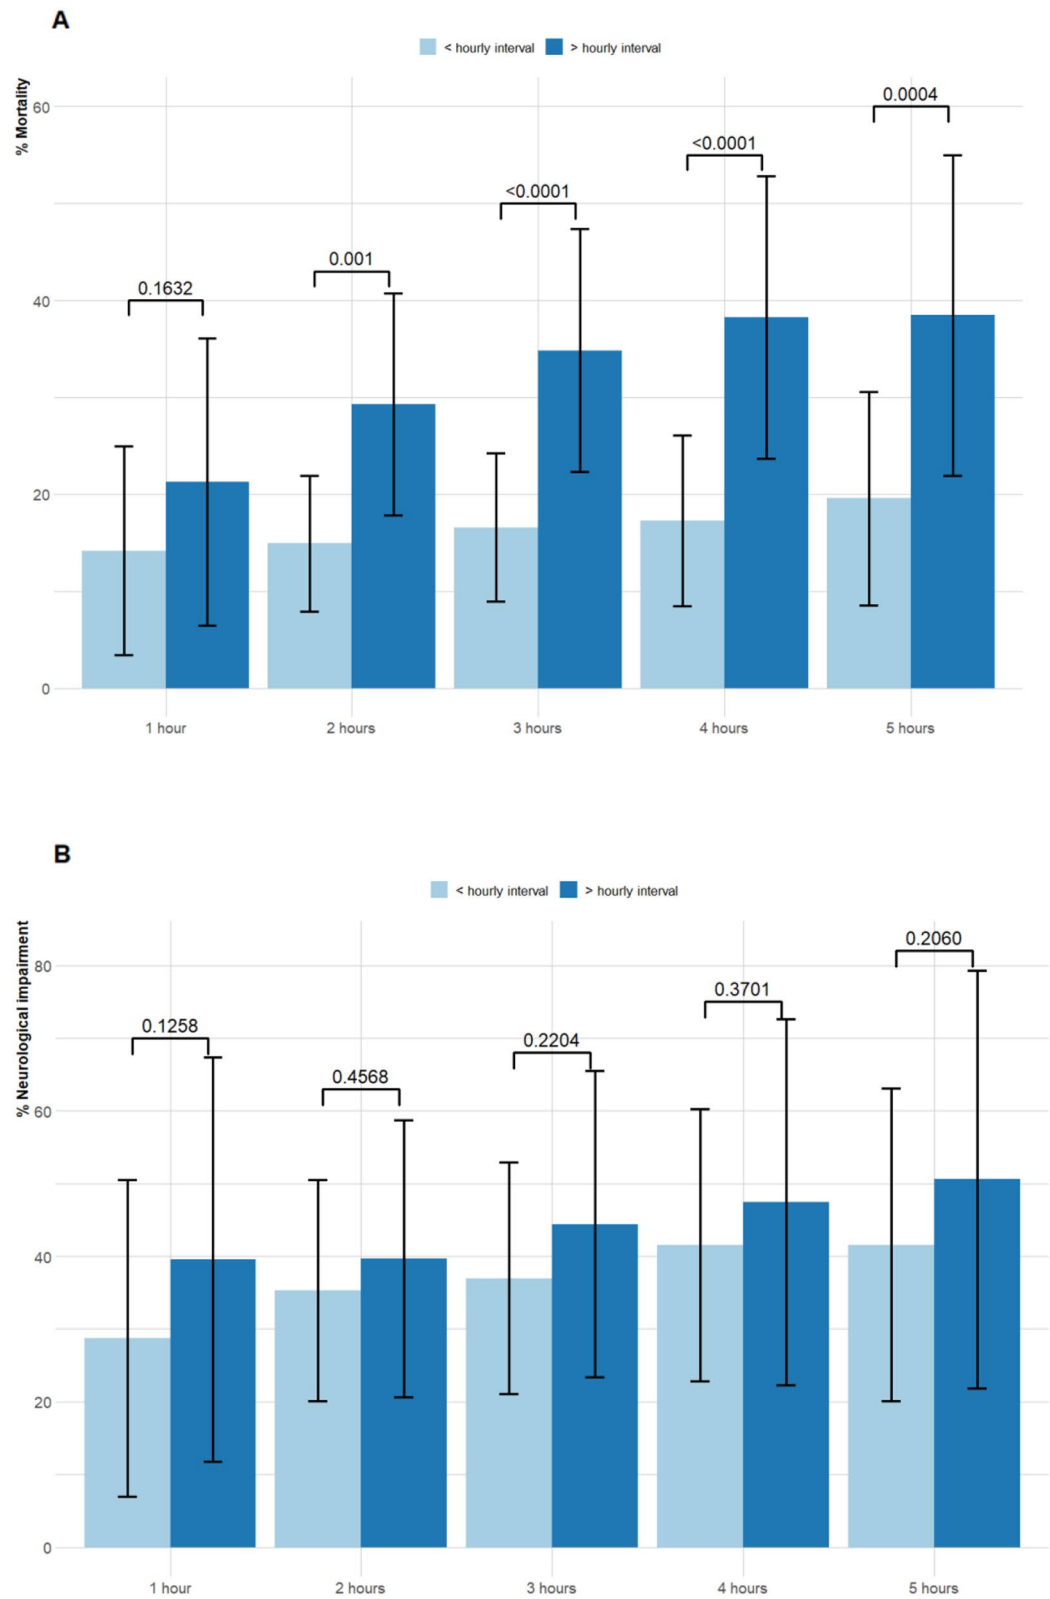 A
< hourly interval > hourly interval
% Mortality
60
40
20
0
0.1632
0.001
<0.0001
<0.0001
0.0004
1 hour 2 hours 3 hours 4 hours 5 hours
B
< hourly interval > hourly interval
% Neurological impairment
80
60
40
20
0
0.1258
0.4568
0.2204
0.3701
0.2060
1 hour 2 hours 3 hours 4 hours 5 hours